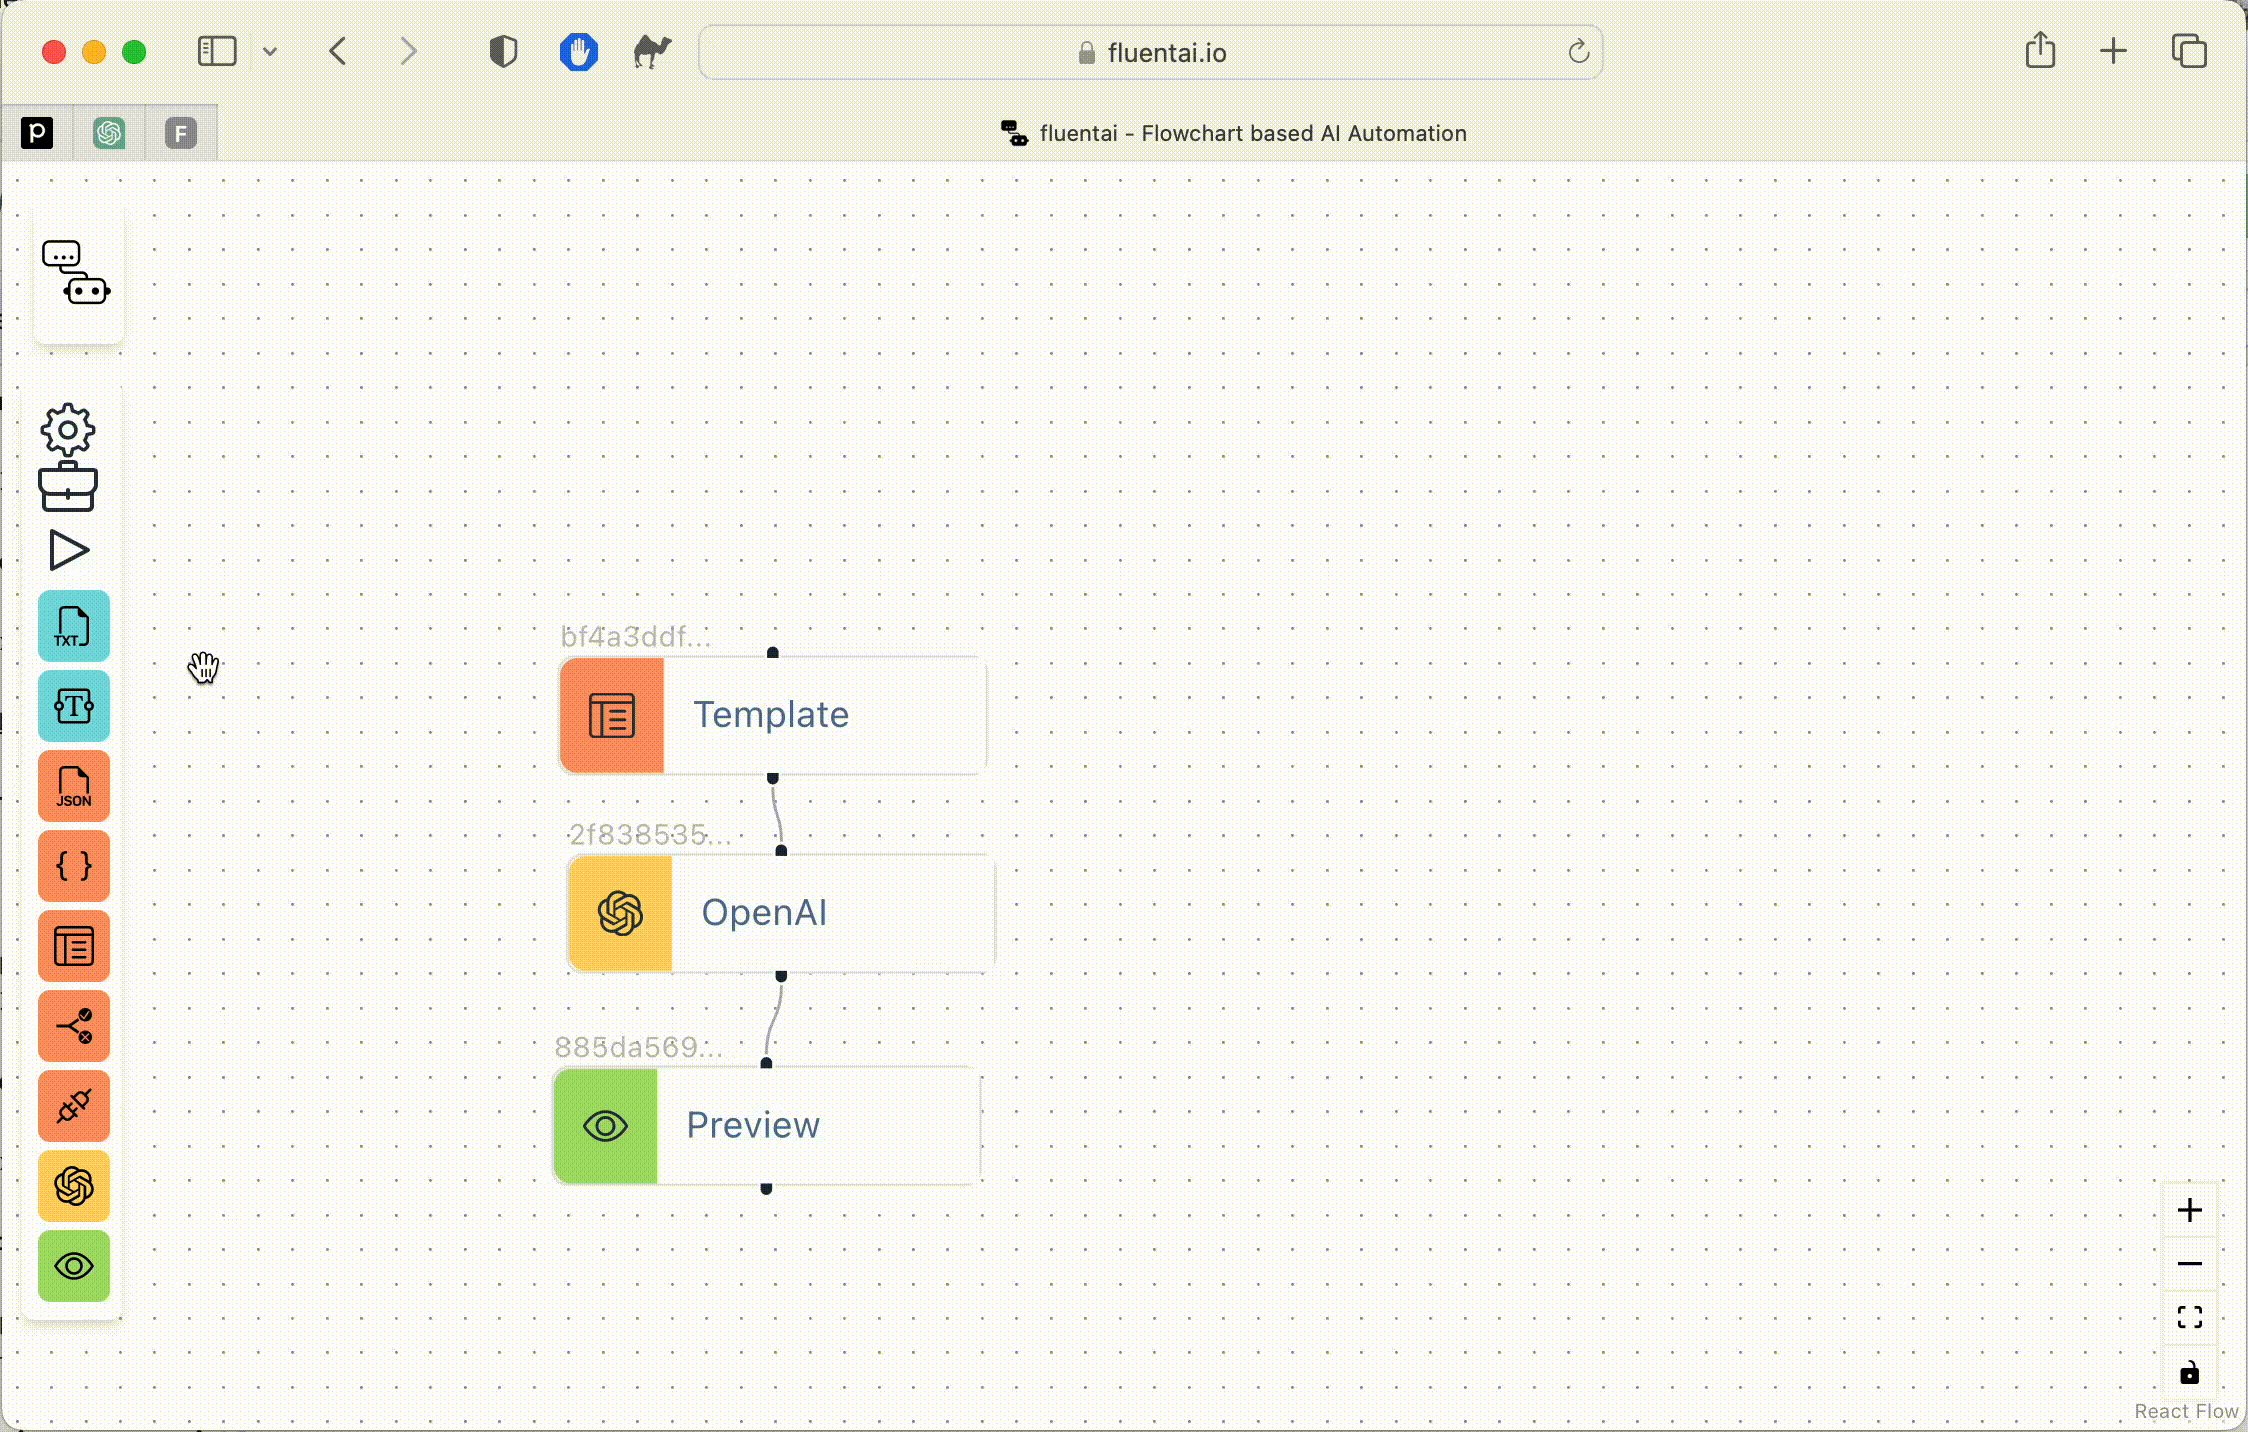 fluentai.io
p
F
fluentai - Flowchart based AI Automation
TXT
T
JSON
{ }
bf4a3ddf...
Template
2f838535...
OpenAI
885da569...
Preview
React Flow